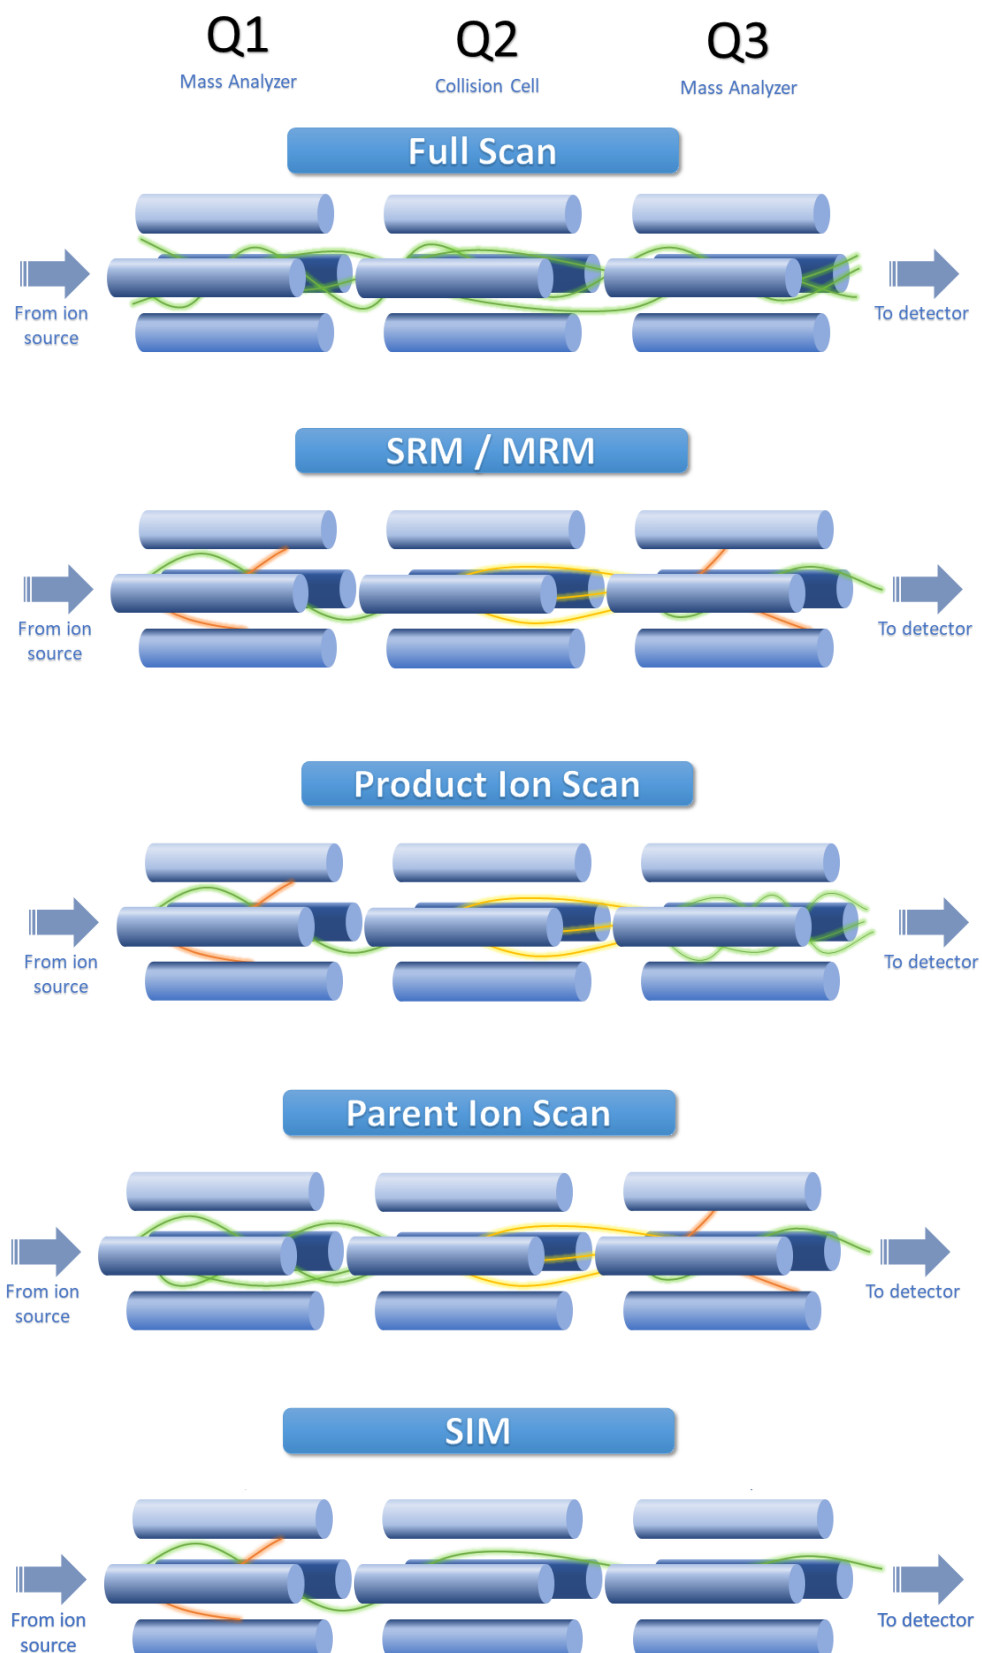 Q1
Q2
Q3
Mass Analyzer
Collision Cell
Mass Analyzer
Full Scan
From ion
source
To detector
SRM / MRM
From ion
source
To detector
Product Ion Scan
From ion
source
To detector
Parent Ion Scan
From ion
source
To detector
SIM
From ion
source
To detector